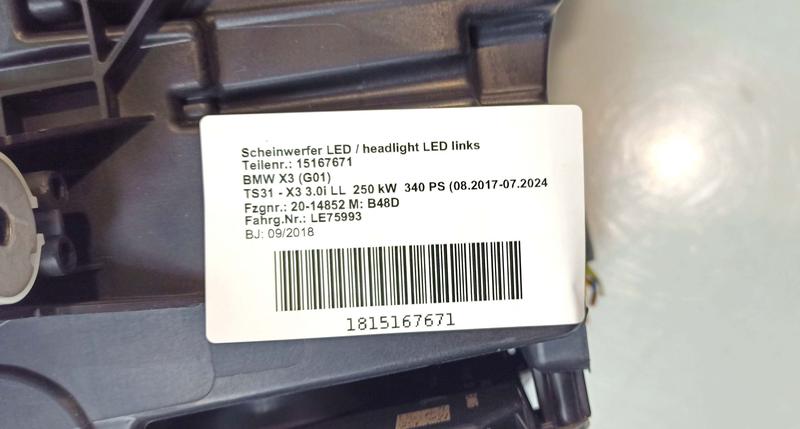 Scheinwerfer LED / headlight LED links
Teilenr.: 15167671
BMW X3 (G01)
TS31 - X3 3.0i LL 250 kW 340 PS (08.2017-07.2024
Fzgnr.: 20-14852 M: B48D
Fahrg.Nr.: LE75993
BJ: 09/2018
1815167671